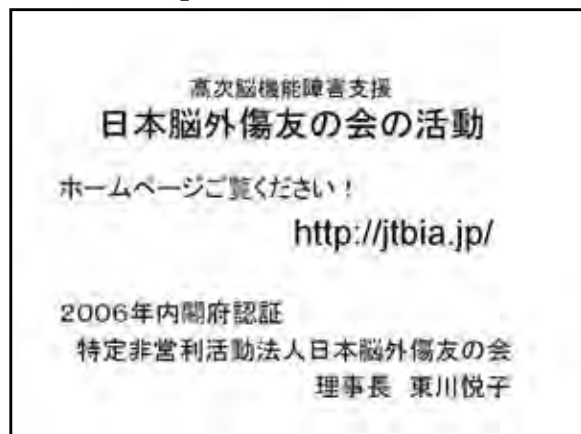 高次脳機能障害支援
日本脳外傷友の会の活動
ホームページご覧ください！
http://jtbia.jp/
2006年内閣府認証
特定非営利活動法人日本脳外傷友の会
理事長 東川悦子